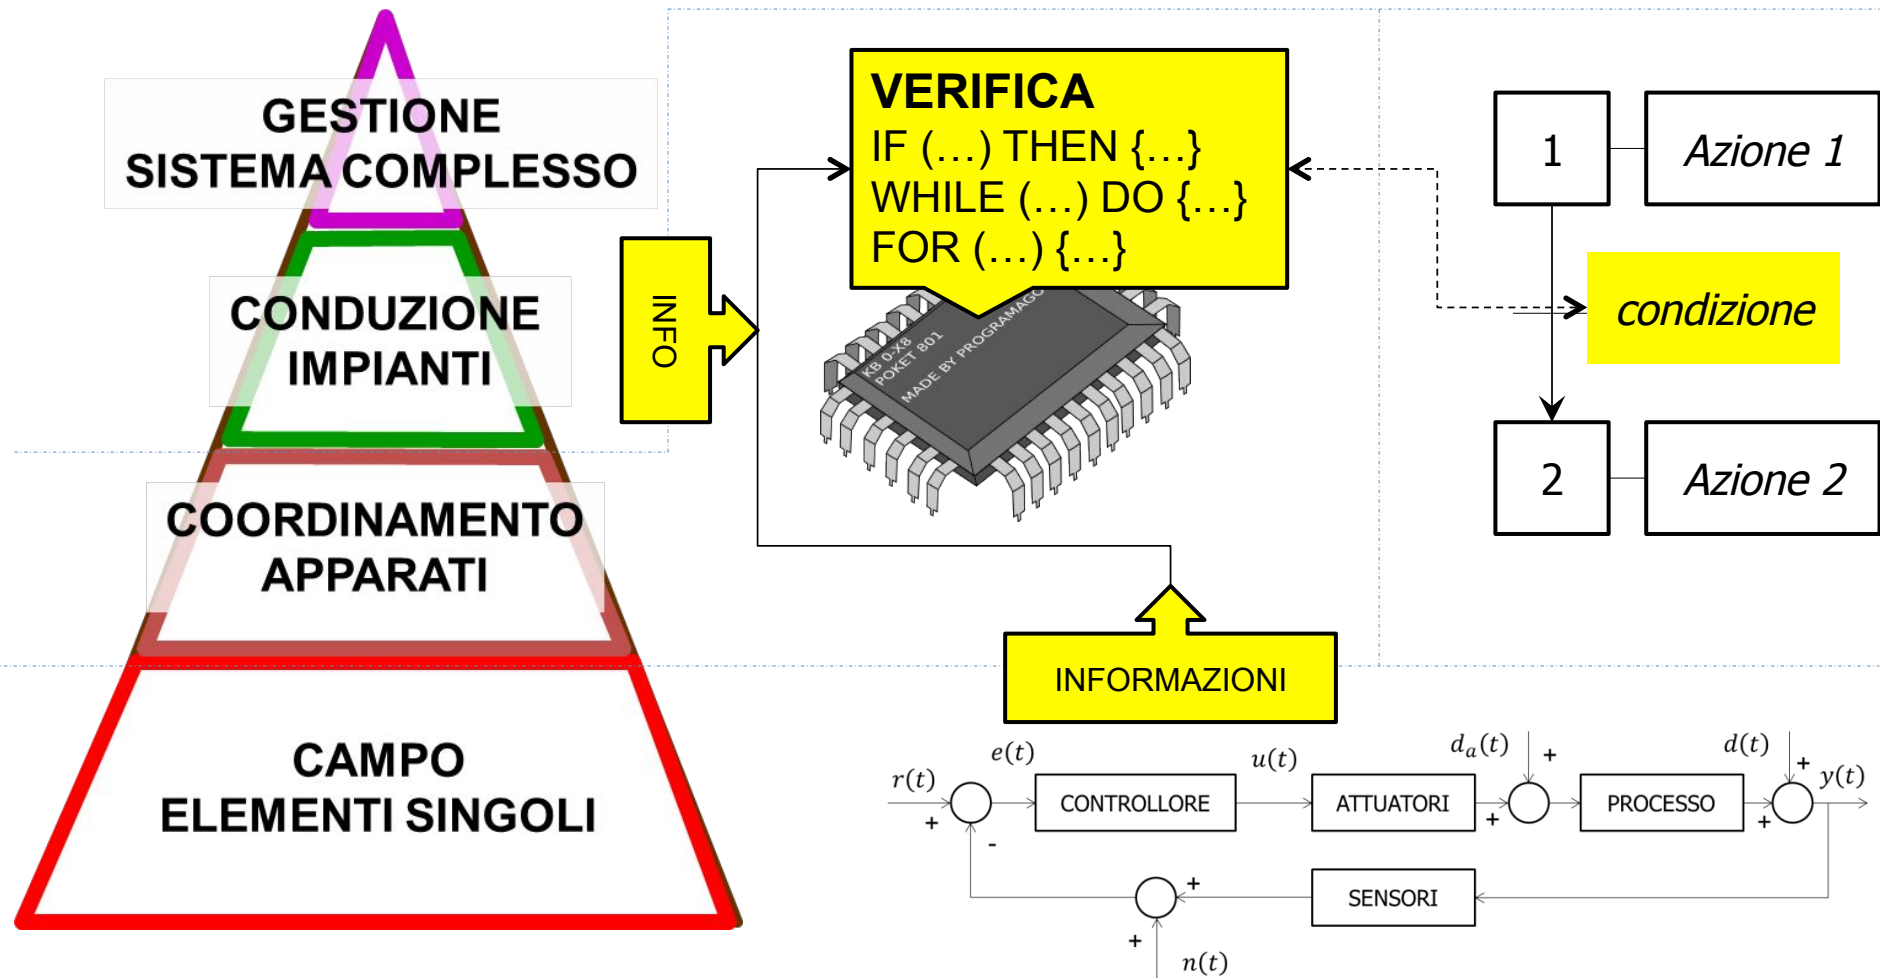 GESTIONE
SISTEMA COMPLESSO
CONDUZIONE
IMPIANTI
COORDINAMENTO
APPARATI
CAMPO
ELEMENTI SINGOLI
INFO
VERIFICA
IF (…) THEN {…}
WHILE (…) DO {…}
FOR (…) {…}
KB 0-X8
POKET 801
MADE BY PROGRAMAGO
1
Azione 1
condizione
2
Azione 2
INFORMAZIONI
r(t)
+
-
e(t)
CONTROLLORE
u(t)
ATTUATORI
+
d_a(t)
+
PROCESSO
+
d(t)
+
y(t)
SENSORI
+
+
n(t)